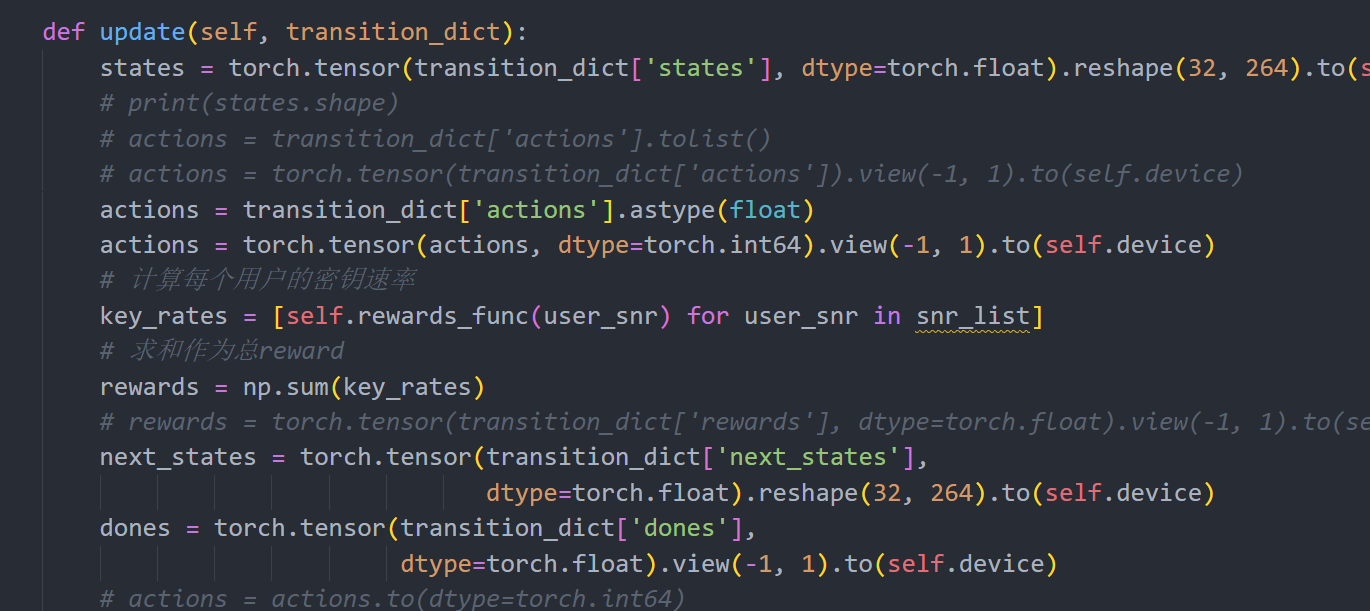 def update(self, transition_dict):
states = torch.tensor(transition_dict['states'], dtype=torch.float).reshape(32, 264).to(s
# print(states.shape)
# actions = transition_dict['actions'].tolist()
# actions = torch.tensor(transition_dict['actions']).view(-1, 1).to(self.device)
actions = transition_dict['actions'].astype(float)
actions = torch.tensor(actions, dtype=torch.int64).view(-1, 1).to(self.device)
# 计算每个用户的密钥速率
key_rates = [self.rewards_func(user_snr) for user_snr in snr_list]
# 求和作为总reward
rewards = np.sum(key_rates)
# rewards = torch.tensor(transition_dict['rewards'], dtype=torch.float).view(-1, 1).to(se
next_states = torch.tensor(transition_dict['next_states'],
dtype=torch.float).reshape(32, 264).to(self.device)
dones = torch.tensor(transition_dict['dones'],
dtype=torch.float).view(-1, 1).to(self.device)
# actions = actions.to(dtype=torch.int64)